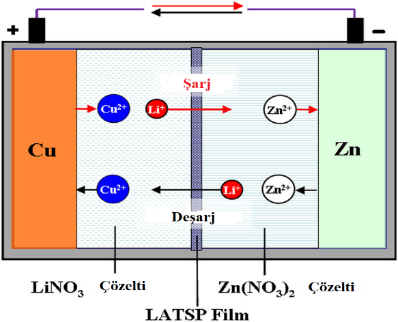 + −
Şarj
Cu²⁺ Li⁺ Zn²⁺
Cu Zn
Cu²⁺ Li⁺ Zn²⁺
Deşarj
LiNO₃ Çözelti Zn(NO₃)₂ Çözelti
LATSP Film